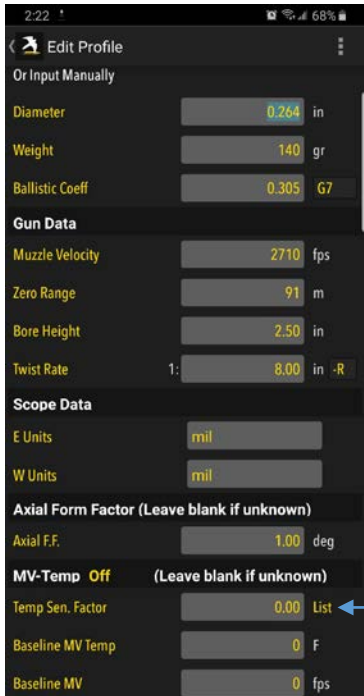 2:22 68%
Edit Profile
Or Input Manually
Diameter 0.264 in
Weight 140 gr
Ballistic Coeff 0.305 G7
Gun Data
Muzzle Velocity 2710 fps
Zero Range 91 m
Bore Height 2.50 in
Twist Rate 1: 8.00 in -R
Scope Data
E Units mil
W Units mil
Axial Form Factor (Leave blank if unknown)
Axial F.F. 1.00 deg
MV-Temp Off (Leave blank if unknown)
Temp Sen. Factor 0.00 List
Baseline MV Temp 0 F
Baseline MV 0 fps